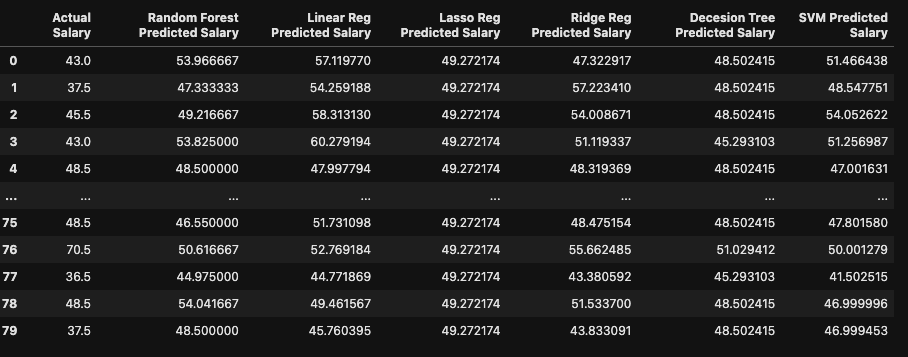 Actual Salary Random Forest Predicted Salary Linear Reg Predicted Salary Lasso Reg Predicted Salary Ridge Reg Predicted Salary Decesion Tree Predicted Salary SVM Predicted Salary
0 43.0 53.966667 57.119770 49.272174 47.322917 48.502415 51.466438
1 37.5 47.333333 54.259188 49.272174 57.223410 48.502415 48.547751
2 45.5 49.216667 58.313130 49.272174 54.008671 48.502415 54.052622
3 43.0 53.825000 60.279194 49.272174 51.119337 45.293103 51.256987
4 48.5 48.500000 47.997794 49.272174 48.319369 48.502415 47.001631
... ... ... ... ... ... ... ...
75 48.5 46.550000 51.731098 49.272174 48.475154 48.502415 47.801580
76 70.5 50.616667 52.769184 49.272174 55.662485 51.029412 50.001279
77 36.5 44.975000 44.771869 49.272174 43.380592 45.293103 41.502515
78 48.5 54.041667 49.461567 49.272174 51.533700 48.502415 46.999996
79 37.5 48.500000 45.760395 49.272174 43.833091 48.502415 46.999453